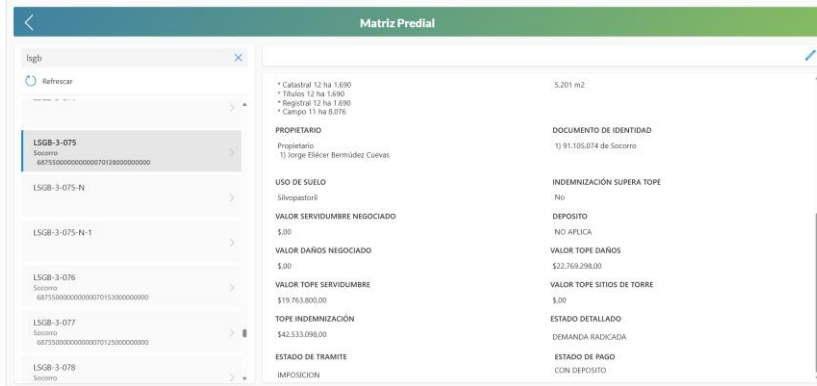 Matriz Predial
lsgb
Refrescar
LSGB-3-075
Socorro
LSGB-3-075-N
LSGB-3-075-N-1
LSGB-3-076
Socorro
LSGB-3-077
Socorro
LSGB-3-078
Socorro
* Catastral 12 ha 1.690
* Títulos 12 ha 1.690
* Registral 12 ha 1.690
* Campo 11 ha 8.076
5.201 m2
PROPIETARIO
Propietario
1) Jorge Eliécer Bermúdez Cuevas
DOCUMENTO DE IDENTIDAD
1) 91.105.074 de Socorro
USO DE SUELO
Silvopastoril
INDEMNIZACIÓN SUPERA TOPE
No
VALOR SERVIDUMBRE NEGOCIADO
$,00
DEPOSITO
NO APLICA
VALOR DAÑOS NEGOCIADO
$,00
VALOR TOPE DAÑOS
$22.769.298,00
VALOR TOPE SERVIDUMBRE
$19.763.800,00
VALOR TOPE SITIOS DE TORRE
$,00
TOPE INDEMNIZACIÓN
$42.533.098,00
ESTADO DETALLADO
DEMANDA RADICADA
ESTADO DE TRAMITE
IMPOSICION
ESTADO DE PAGO
CON DEPOSITO